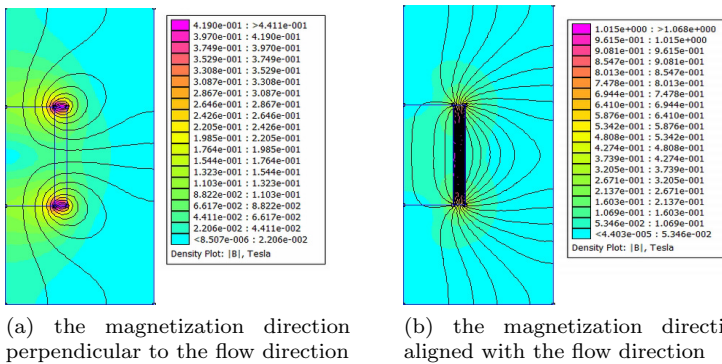 4.190e-001 : >4.411e-001
3.970e-001 : 4.190e-001
3.749e-001 : 3.970e-001
3.529e-001 : 3.749e-001
3.308e-001 : 3.529e-001
3.087e-001 : 3.308e-001
2.867e-001 : 3.087e-001
2.646e-001 : 2.867e-001
2.426e-001 : 2.646e-001
2.205e-001 : 2.426e-001
1.985e-001 : 2.205e-001
1.764e-001 : 1.985e-001
1.544e-001 : 1.764e-001
1.323e-001 : 1.544e-001
1.103e-001 : 1.323e-001
8.822e-002 : 1.103e-001
6.617e-002 : 8.822e-002
4.411e-002 : 6.617e-002
2.206e-002 : 4.411e-002
<8.507e-006 : 2.206e-002
Density Plot: |B|, Tesla
(a) the magnetization direction
perpendicular to the flow direction
1.015e+000 : >1.068e+000
9.615e-001 : 1.015e+000
9.081e-001 : 9.615e-001
8.547e-001 : 9.081e-001
8.013e-001 : 8.547e-001
7.478e-001 : 8.013e-001
6.944e-001 : 7.478e-001
6.410e-001 : 6.944e-001
5.876e-001 : 6.410e-001
5.342e-001 : 5.876e-001
4.808e-001 : 5.342e-001
4.274e-001 : 4.808e-001
3.739e-001 : 4.274e-001
3.205e-001 : 3.739e-001
2.671e-001 : 3.205e-001
2.137e-001 : 2.671e-001
1.603e-001 : 2.137e-001
1.069e-001 : 1.603e-001
5.346e-002 : 1.069e-001
<4.403e-005 : 5.346e-002
Density Plot: |B|, Tesla
(b) the magnetization directi
aligned with the flow direction